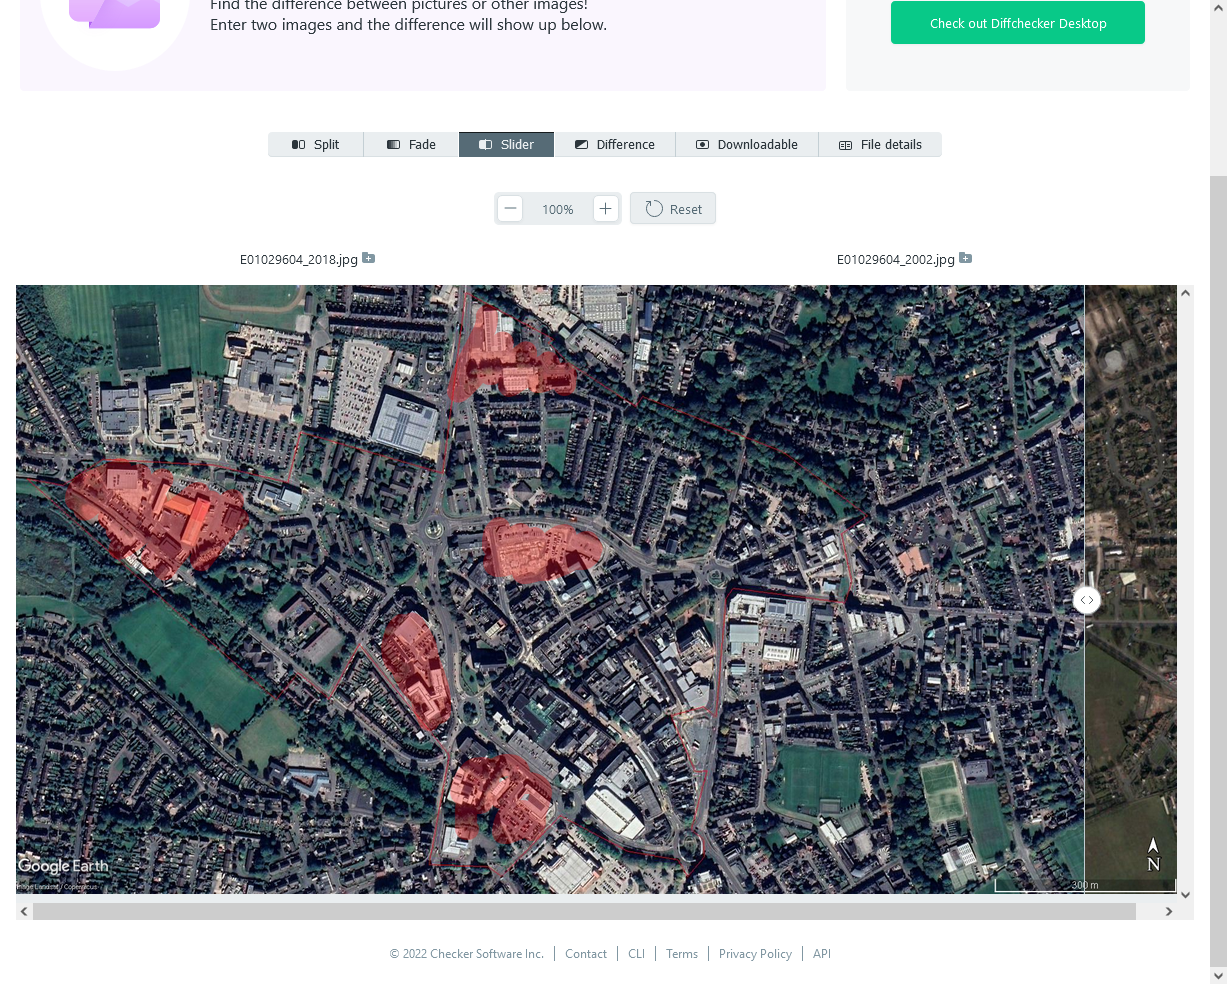 Find the difference between pictures or other images!
Enter two images and the difference will show up below.
Check out Diffchecker Desktop
Split
Fade
Slider
Difference
Downloadable
File details
100%
Reset
E01029604_2018.jpg
E01029604_2002.jpg
Google Earth
Image Landsat / Copernicus
N
300 m
© 2022 Checker Software Inc.
Contact
CLI
Terms
Privacy Policy
API